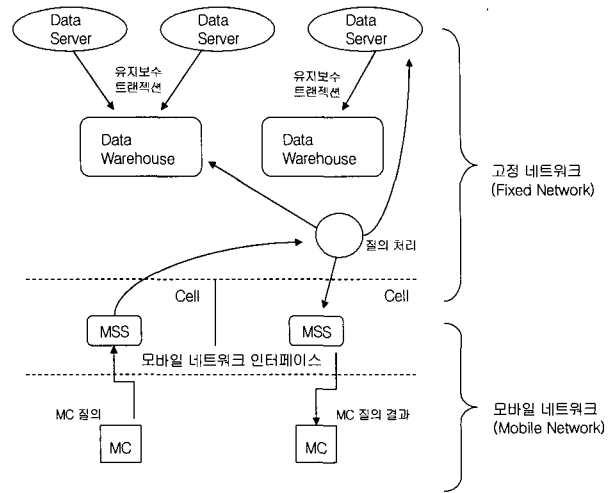 Data
Server
Data
Server
Data
Server
유지보수
트랜젝션
유지보수
트랜젝션
Data
Warehouse
Data
Warehouse
고정 네트워크
(Fixed Network)
질의 처리
Cell
Cell
MSS
MSS
모바일 네트워크 인터페이스
MC 질의
MC 질의 결과
MC
MC
모바일 네트워크
(Mobile Network)